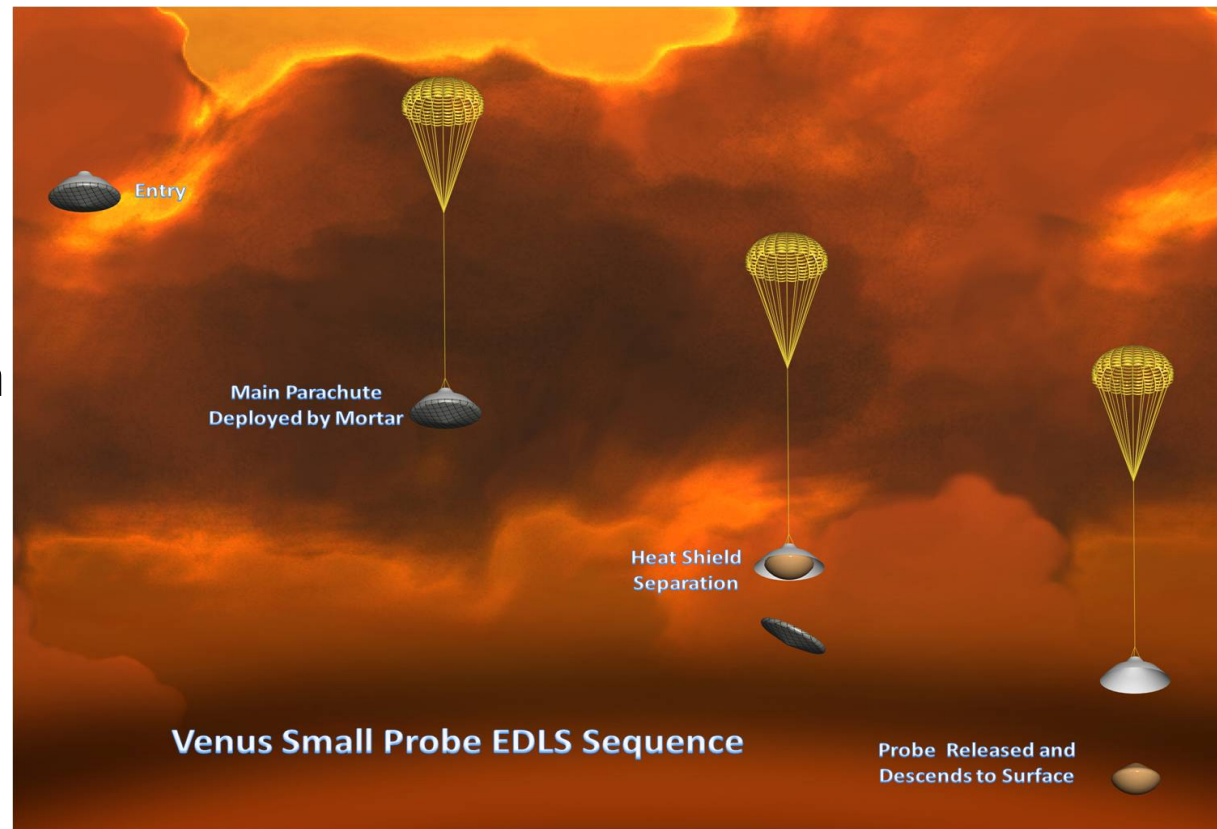 Entry
Main Parachute
Deployed by Mortar
Heat Shield
Separation
Venus Small Probe EDLS Sequence
Probe Released and
Descends to Surface